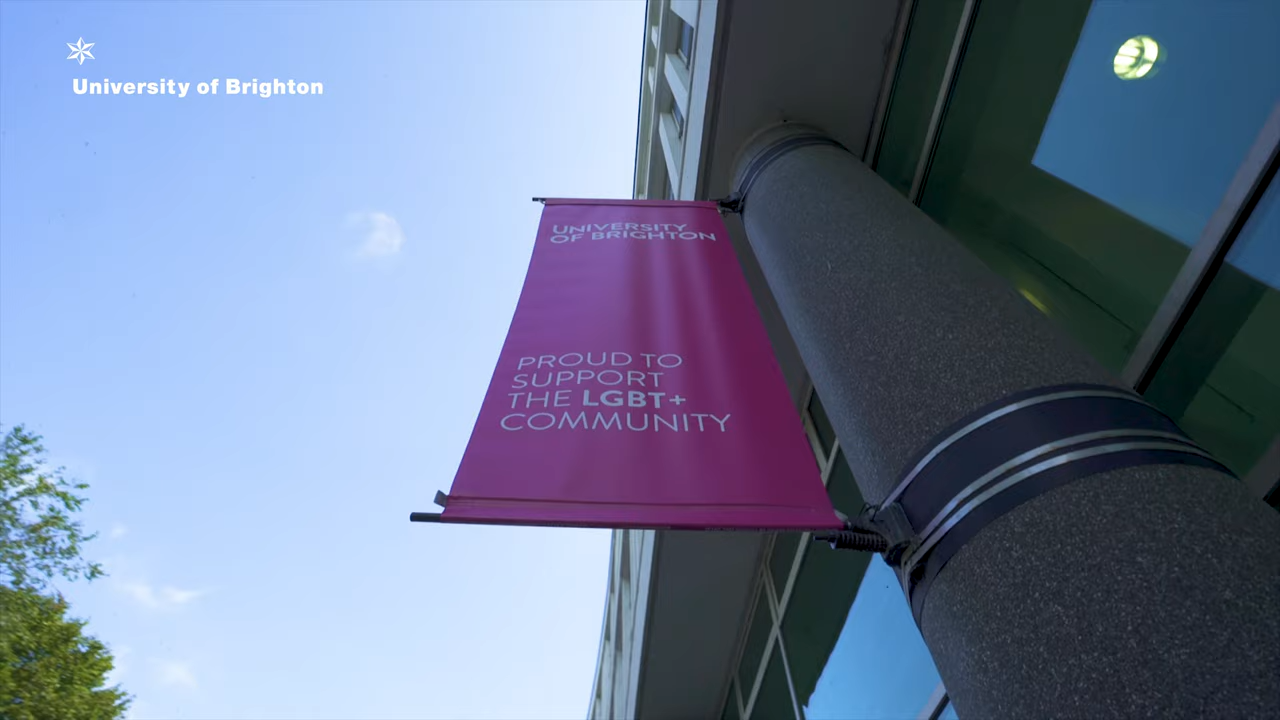 University of Brighton
UNIVERSITY
OF BRIGHTON
PROUD TO
SUPPORT
THE LGBT+
COMMUNITY